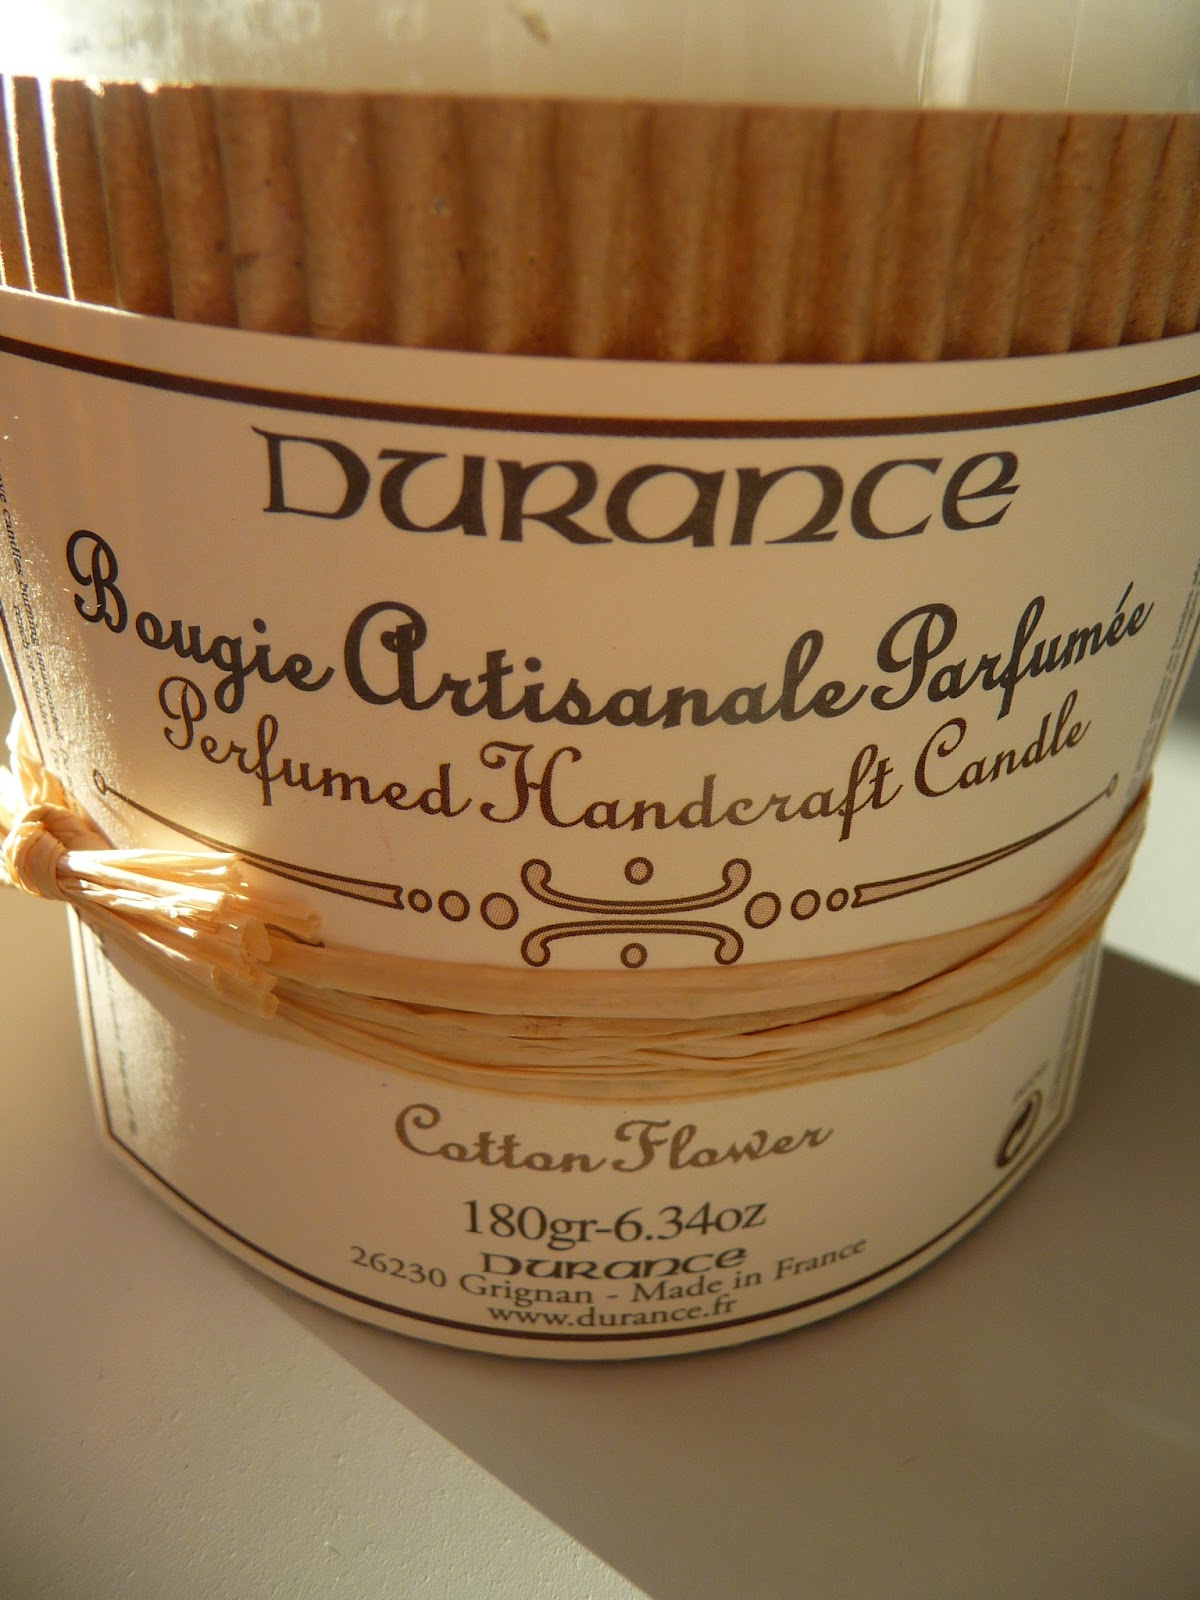 DURANCE
Bougie Artisanale Parfumée
Perfumed Handcraft Candle
Cotton Flower
180gr-6.34oz
DURANCE
26230 Grignan - Made in France
www.durance.fr